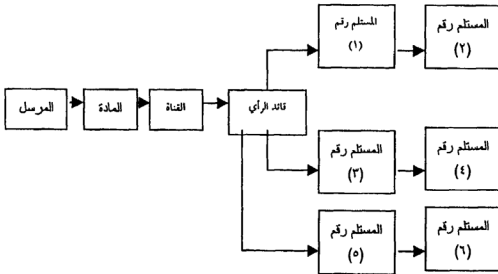 المستلم رقم
(١)
المستلم رقم
(٢)
المرسل
المادة
القناة
قائد الرأي
المستلم رقم
(٣)
المستلم رقم
(٤)
المستلم رقم
(٥)
المستلم رقم
(٦)